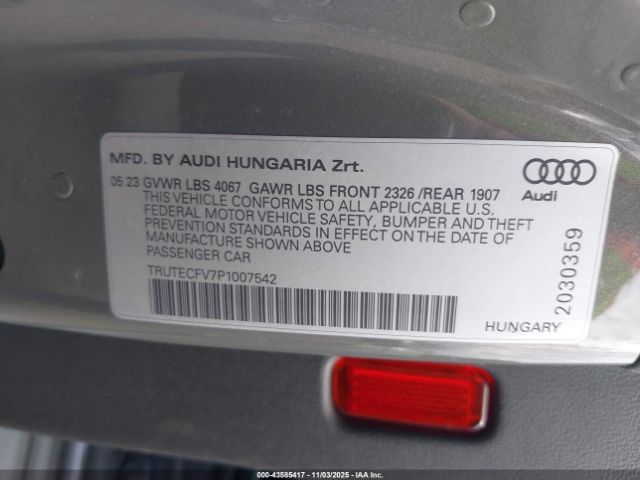 MFD. BY AUDI HUNGARIA Zrt.
05 23 GVWR LBS 4067 GAWR LBS FRONT 2326 /REAR 1907
THIS VEHICLE CONFORMS TO ALL APPLICABLE U.S.
FEDERAL MOTOR VEHICLE SAFETY, BUMPER AND THEFT
PREVENTION STANDARDS IN EFFECT ON THE DATE OF
MANUFACTURE SHOWN ABOVE
PASSENGER CAR
TRUTECFV7P1007542
Audi
2030359
HUNGARY
000-43585417 - 11/03/2025 - IAA Inc.